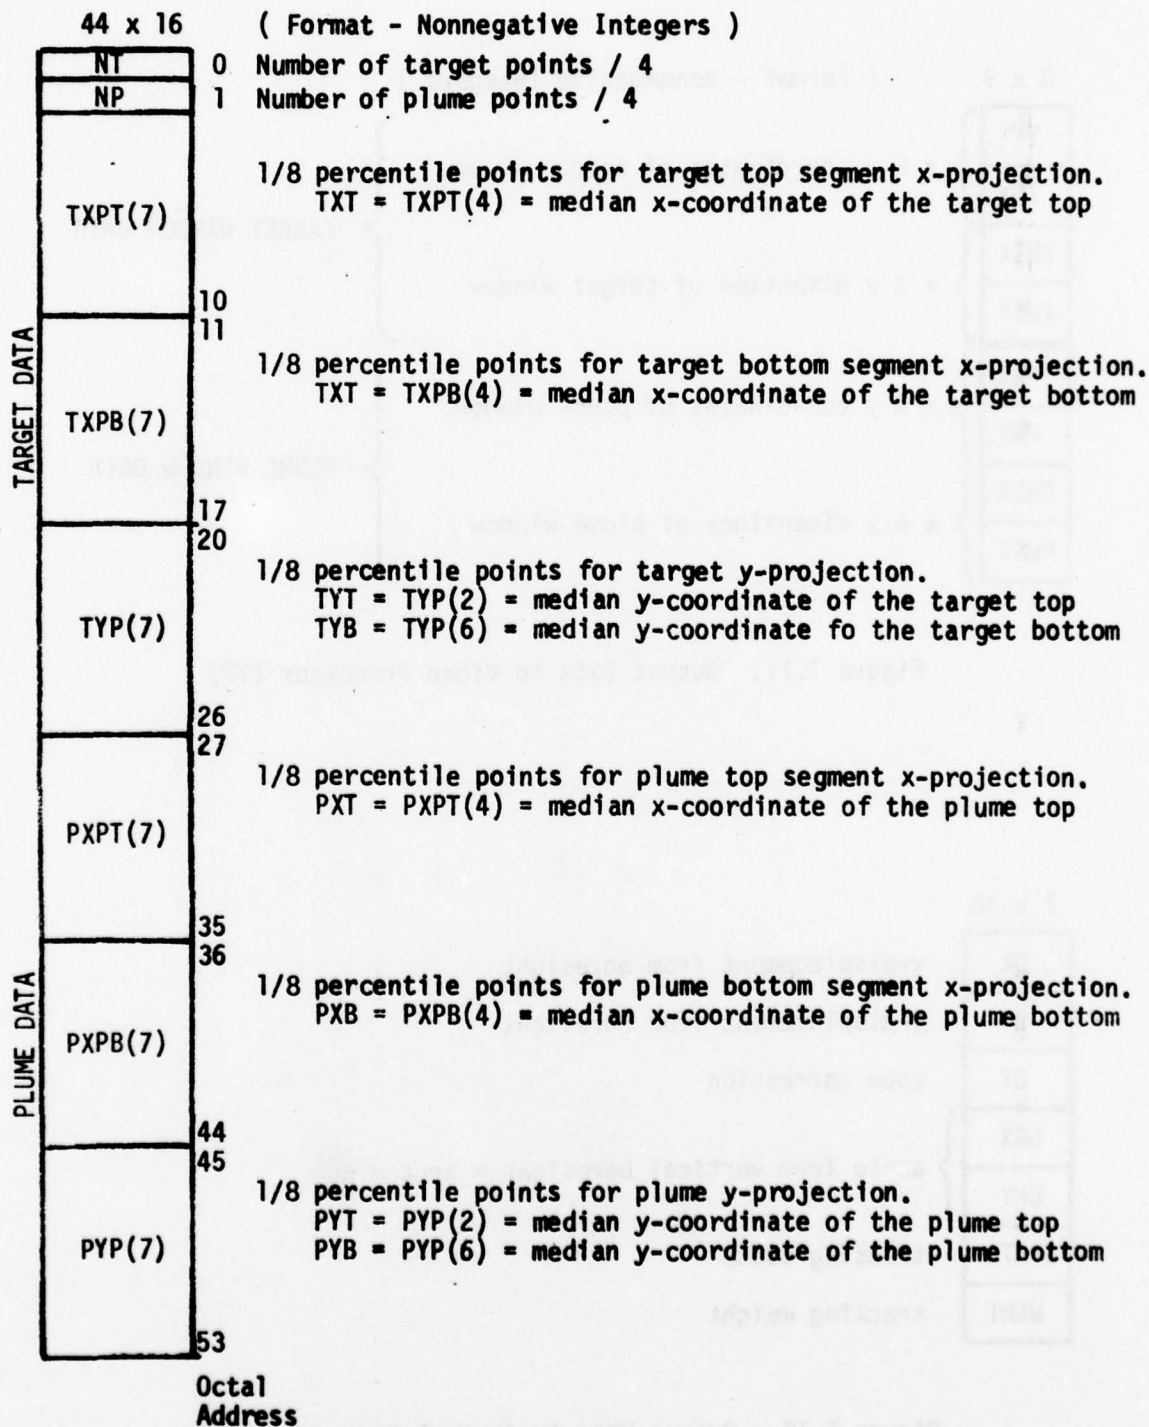 44 x 16 ( Format - Nonnegative Integers )
NT 0 Number of target points / 4
NP 1 Number of plume points / 4
1/8 percentile points for target top segment x-projection.
TXPT(7) TXT = TXPT(4) = median x-coordinate of the target top
10
11
TARGET DATA
1/8 percentile points for target bottom segment x-projection.
TXPB(7) TXT = TXPB(4) = median x-coordinate of the target bottom
17
20
1/8 percentile points for target y-projection.
TYT = TYP(2) = median y-coordinate of the target top
TYP(7) TYB = TYP(6) = median y-coordinate fo the target bottom
26
27
1/8 percentile points for plume top segment x-projection.
PXPT(7) PXT = PXPT(4) = median x-coordinate of the plume top
35
36
PLUME DATA
1/8 percentile points for plume bottom segment x-projection.
PXPB(7) PXB = PXPB(4) = median x-coordinate of the plume bottom
44
45
1/8 percentile points for plume y-projection.
PYT = PYP(2) = median y-coordinate of the plume top
PYP(7) PYB = PYP(6) = median y-coordinate of the plume bottom
53
Octal
Address